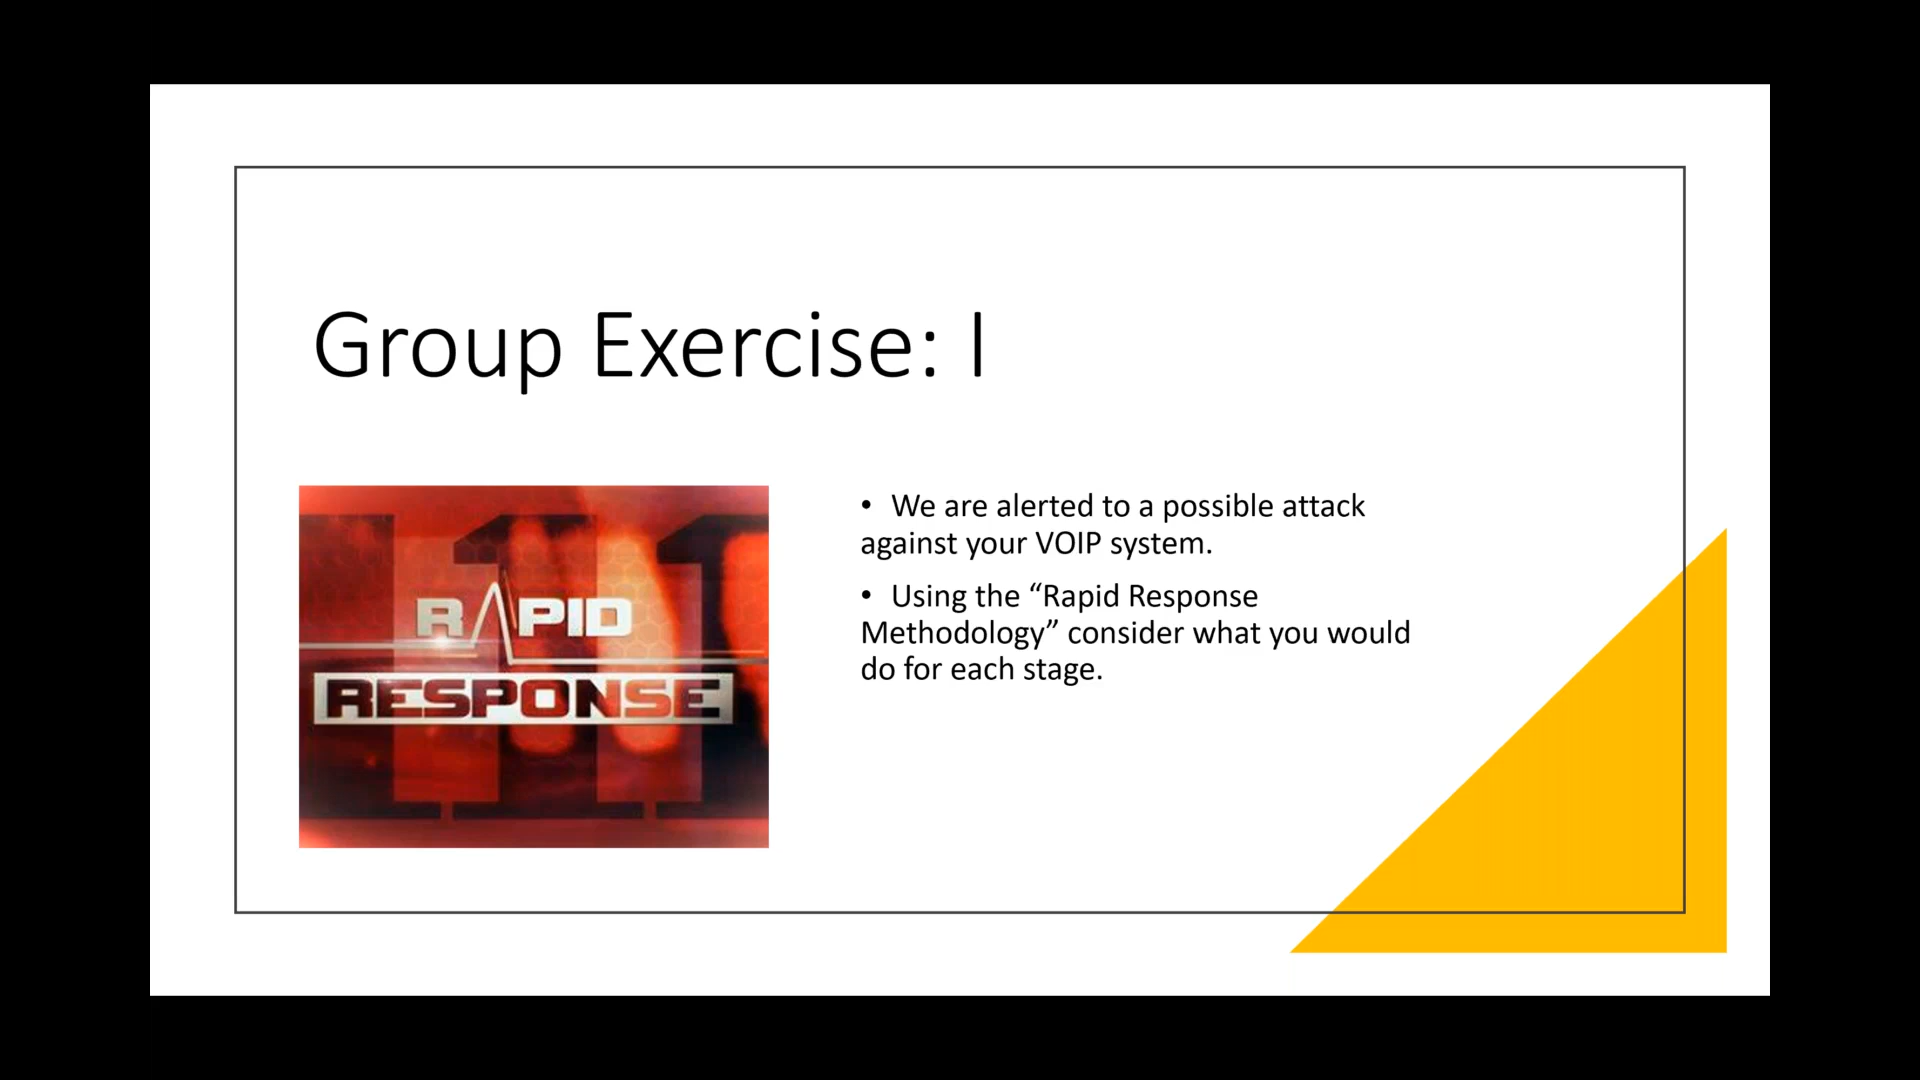 Group Exercise: I
RAPID
RESPONSE
• We are alerted to a possible attack
against your VOIP system.
• Using the “Rapid Response
Methodology” consider what you would
do for each stage.